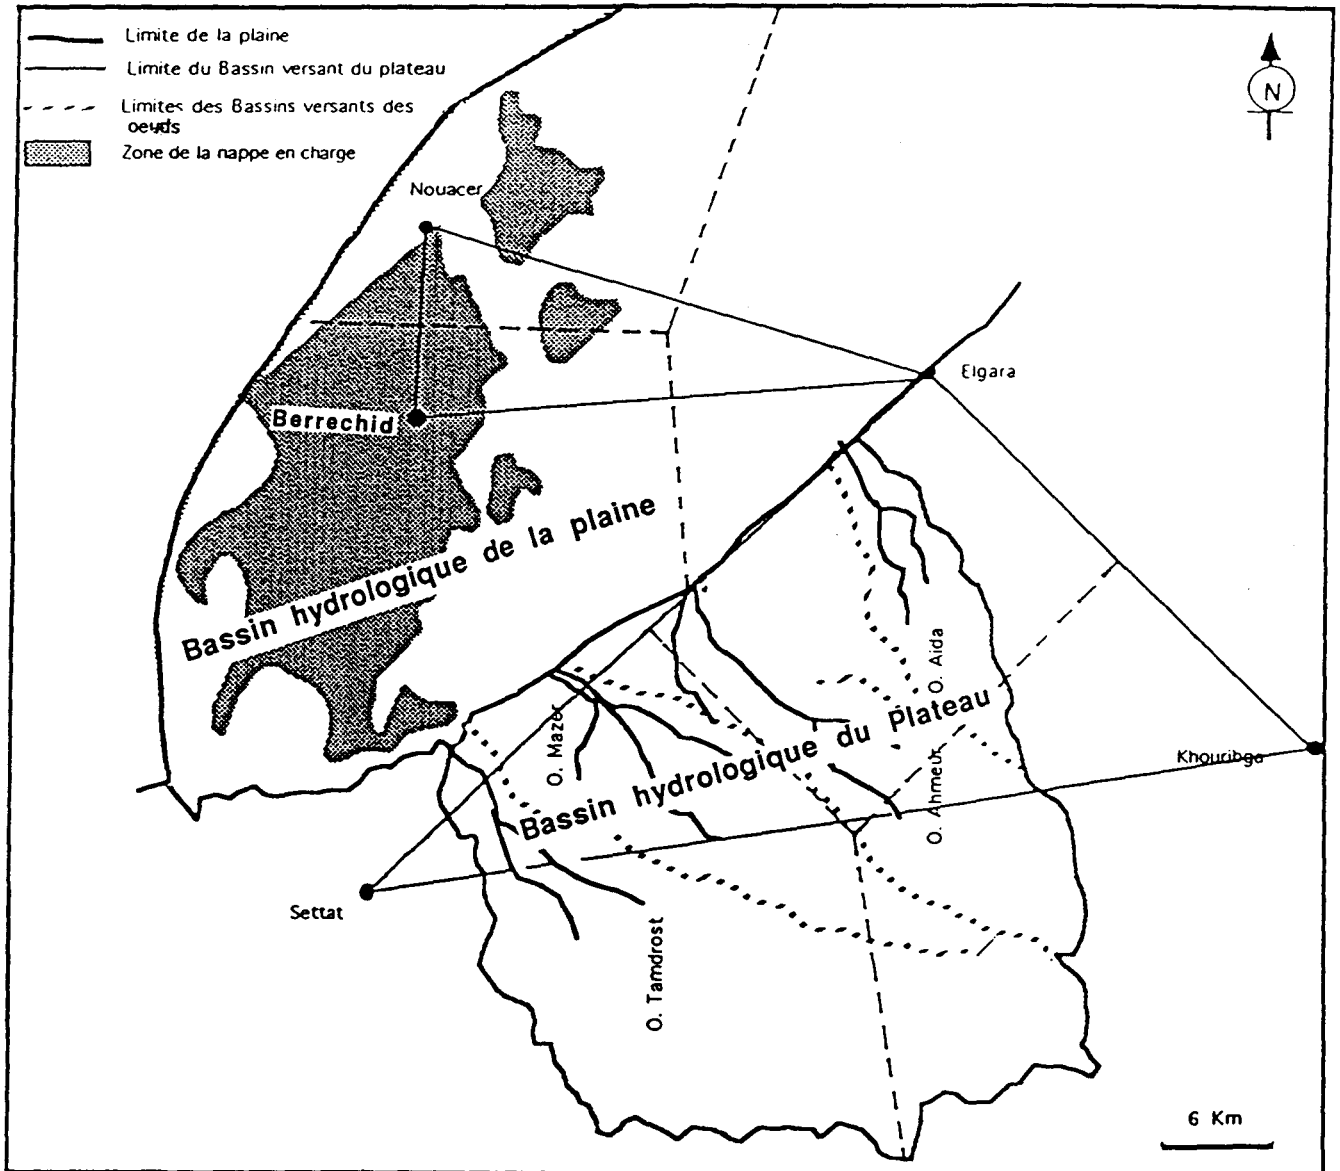 Limite de la plaine
Limite du Bassin versant du plateau
Limites des Bassins versants des
oeyds
Zone de la nappe en charge
N
Nouacer
Elgara
Berrechid
Bassin hydrologique de la plaine
O. Aida
O. Mazer
Bassin hydrologique du Plateau
Khouribga
O. Ahmeur
Settat
O. Tamdrost
6 Km